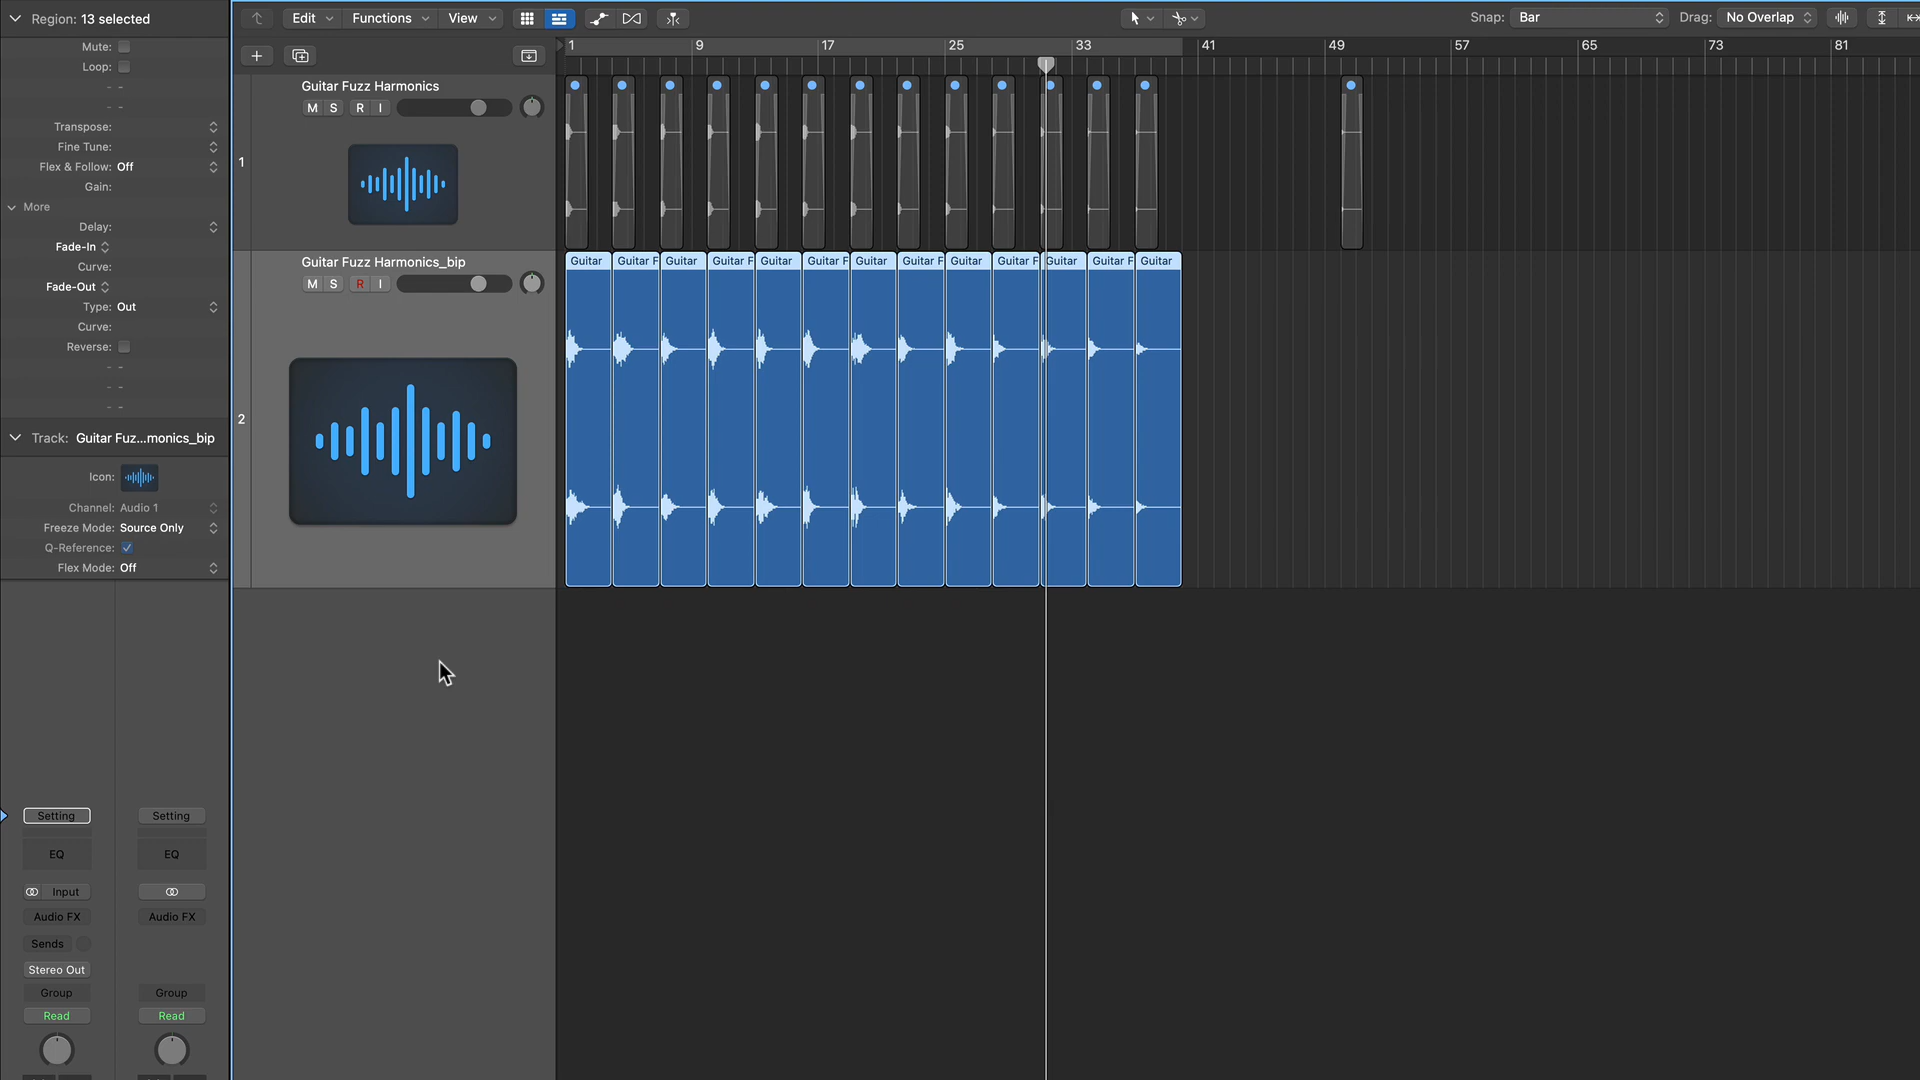 Region: 13 selected
Mute:
Loop:
- -
- -
Transpose:
Fine Tune:
Flex & Follow: Off
Gain:
More
Delay:
Fade-In
Curve:
Fade-Out
Type: Out
Curve:
Reverse:
- -
- -
- -
Track: Guitar Fuz...monics_bip
Icon:
Channel: Audio 1
Freeze Mode: Source Only
Q-Reference:
Flex Mode: Off
Setting Setting
EQ EQ
Input
Audio FX Audio FX
Sends
Stereo Out
Group Group
Read Read
Edit Functions View
Snap: Bar Drag: No Overlap
1 9 17 25 33 41 49 57 65 73 81
1
Guitar Fuzz Harmonics
M S R I
2
Guitar Fuzz Harmonics_bip
M S R I
Guitar Guitar F Guitar Guitar F Guitar Guitar F Guitar Guitar F Guitar Guitar F Guitar Guitar F Guitar